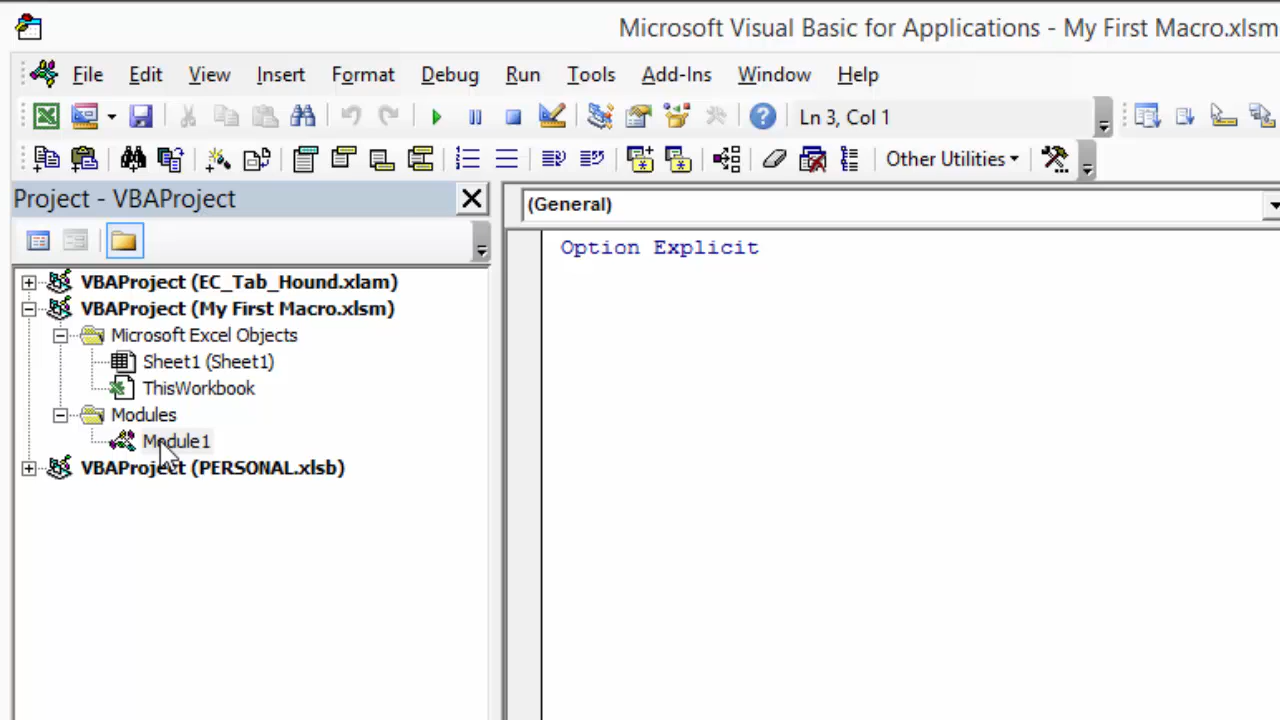 Microsoft Visual Basic for Applications - My First Macro.xlsm
File Edit View Insert Format Debug Run Tools Add-Ins Window Help
Ln 3, Col 1
Other Utilities
Project - VBAProject
(General)
Option Explicit
VBAProject (EC_Tab_Hound.xlam)
VBAProject (My First Macro.xlsm)
Microsoft Excel Objects
Sheet1 (Sheet1)
ThisWorkbook
Modules
Module1
VBAProject (PERSONAL.xlsb)